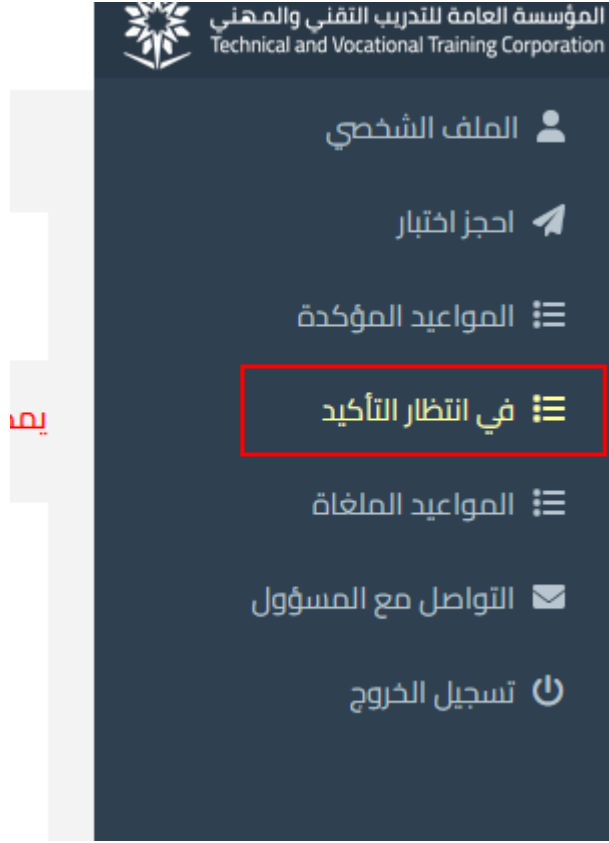 المؤسسة العامة للتدريب التقني والمهني
Technical and Vocational Training Corporation
الملف الشخصي
احجز اختبار
المواعيد المؤكدة
في انتظار التأكيد
المواعيد الملغاة
التواصل مع المسؤول
تسجيل الخروج